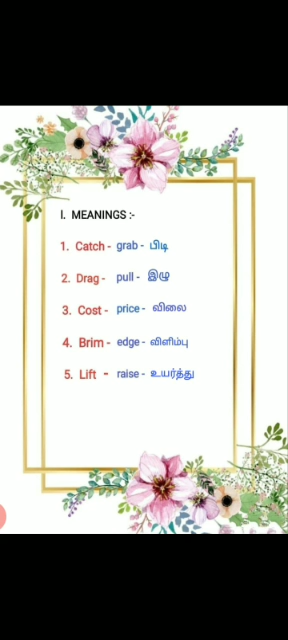 I. MEANINGS :-
1. Catch - grab - பிடி
2. Drag - pull - இழு
3. Cost - price - விலை
4. Brim - edge - விளிம்பு
5. Lift - raise - உயர்த்து